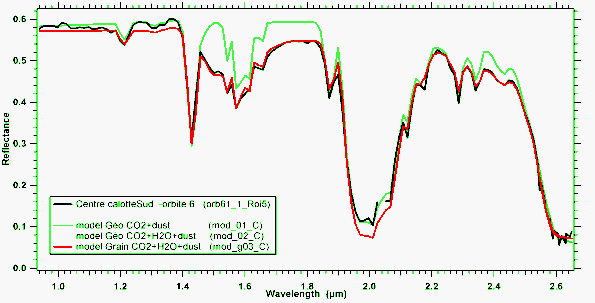 0.6
0.5
0.4
0.3
0.2
0.1
0.0
Reflectance
Centre calotteSud -orbite 6 (orb61_1_Roi5)
model Geo CO2+dust (mod_01_C)
model Geo CO2+H2O+dust (mod_02_C)
model Grain CO2+H2O+dust (mod_g03_C)
1.0 1.2 1.4 1.6 1.8 2.0 2.2 2.4 2.6
Wavelength (µm)